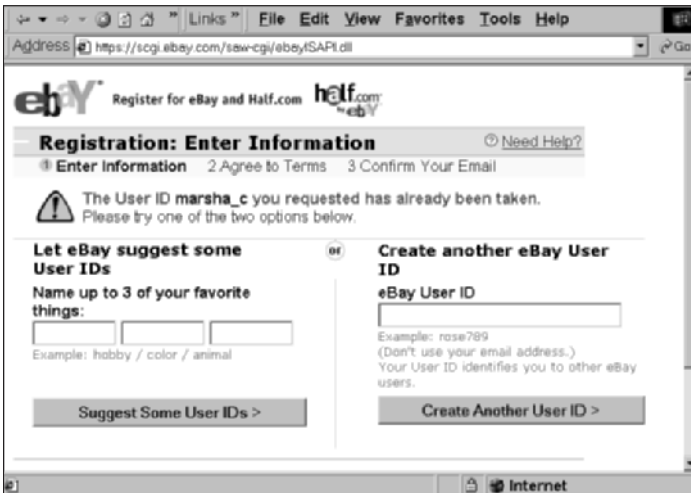 " Links " File Edit View Favorites Tools Help
Address https://scgi.ebay.com/saw-cgi/ebayISAPI.dll Go
ebY Register for eBay and Half.com half.com
by ebY
Registration: Enter Information ? Need Help?
1 Enter Information 2 Agree to Terms 3 Confirm Your Email
The User ID marsha_c you requested has already been taken.
Please try one of the two options below.
Let eBay suggest some
User IDs
Name up to 3 of your favorite
things:
Example: hobby / color / animal
Suggest Some User IDs >
or
Create another eBay User
ID
eBay User ID
Example: rose789
(Don't use your email address.)
Your User ID identifies you to other eBay
users.
Create Another User ID >
Internet